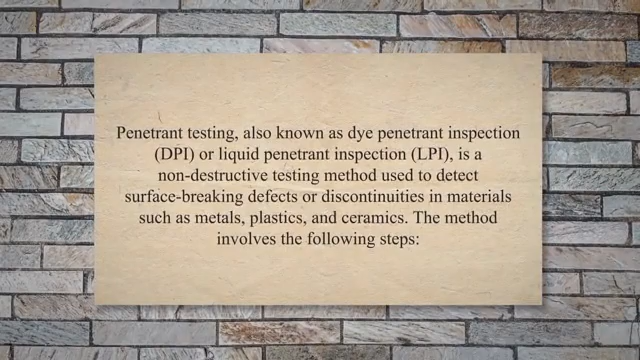 Penetrant testing, also known as dye penetrant inspection
(DPI) or liquid penetrant inspection (LPI), is a
non-destructive testing method used to detect
surface-breaking defects or discontinuities in materials
such as metals, plastics, and ceramics. The method
involves the following steps: